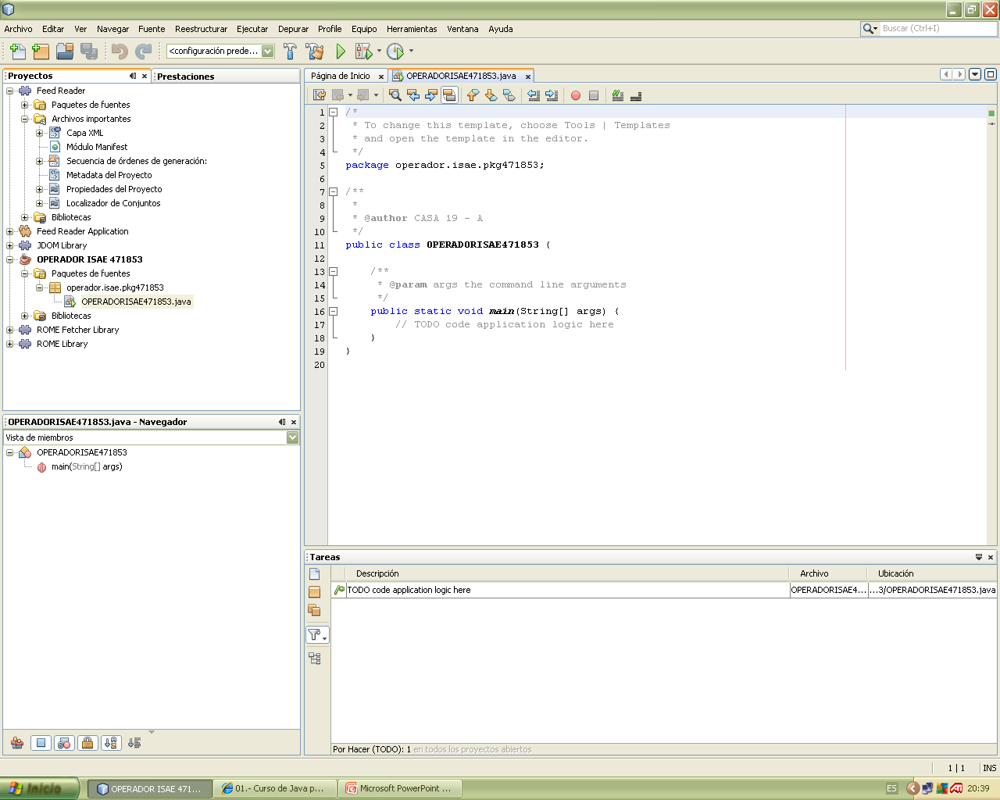 Archivo Editar Ver Navegar Fuente Reestructurar Ejecutar Depurar Profile Equipo Herramientas Ventana Ayuda
Buscar (Ctrl+I)
<configuración prede...
Proyectos
Prestaciones
Feed Reader
Paquetes de fuentes
Archivos importantes
Capa XML
Módulo Manifest
Secuencia de órdenes de generación:
Metadata del Proyecto
Propiedades del Proyecto
Localizador de Conjuntos
Bibliotecas
Feed Reader Application
JDOM Library
OPERADOR ISAE 471853
Paquetes de fuentes
operador.isae.pkg471853
OPERADORISAE471853.java
Bibliotecas
ROME Fetcher Library
ROME Library
OPERADORISAE471853.java - Navegador
Vista de miembros
OPERADORISAE471853
main(String[] args)
Página de Inicio
OPERADORISAE471853.java
1 /*
2 * To change this template, choose Tools | Templates
3 * and open the template in the editor.
4 */
5 package operador.isae.pkg471853;
6
7 /**
8 *
9 * @author CASA 19 - A
10 */
11 public class OPERADORISAE471853 {
12
13 /**
14 * @param args the command line arguments
15 */
16 public static void main(String[] args) {
17 // TODO code application logic here
18 }
19 }
20
Tareas
Descripción Archivo Ubicación
TODO code application logic here OPERADORISAE4... ...3/OPERADORISAE471853.java
Por Hacer (TODO): 1 en todos los proyectos abiertos
1 | 1 INS
Inicio OPERADOR ISAE 471... 01.- Curso de Java p... Microsoft PowerPoint ... ES 20:39